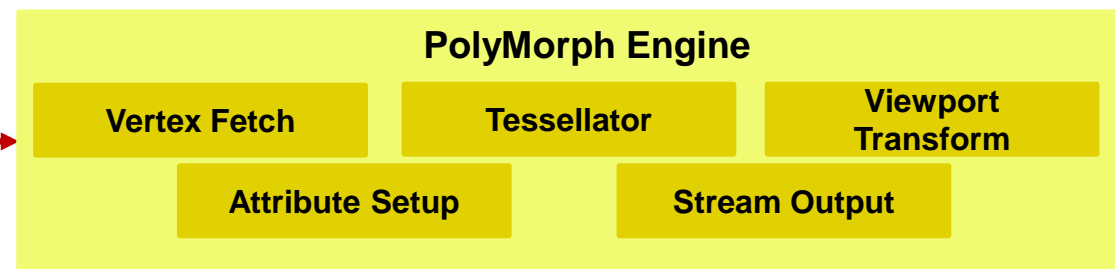 PolyMorph Engine
Vertex Fetch
Tessellator
Viewport
Transform
Attribute Setup
Stream Output